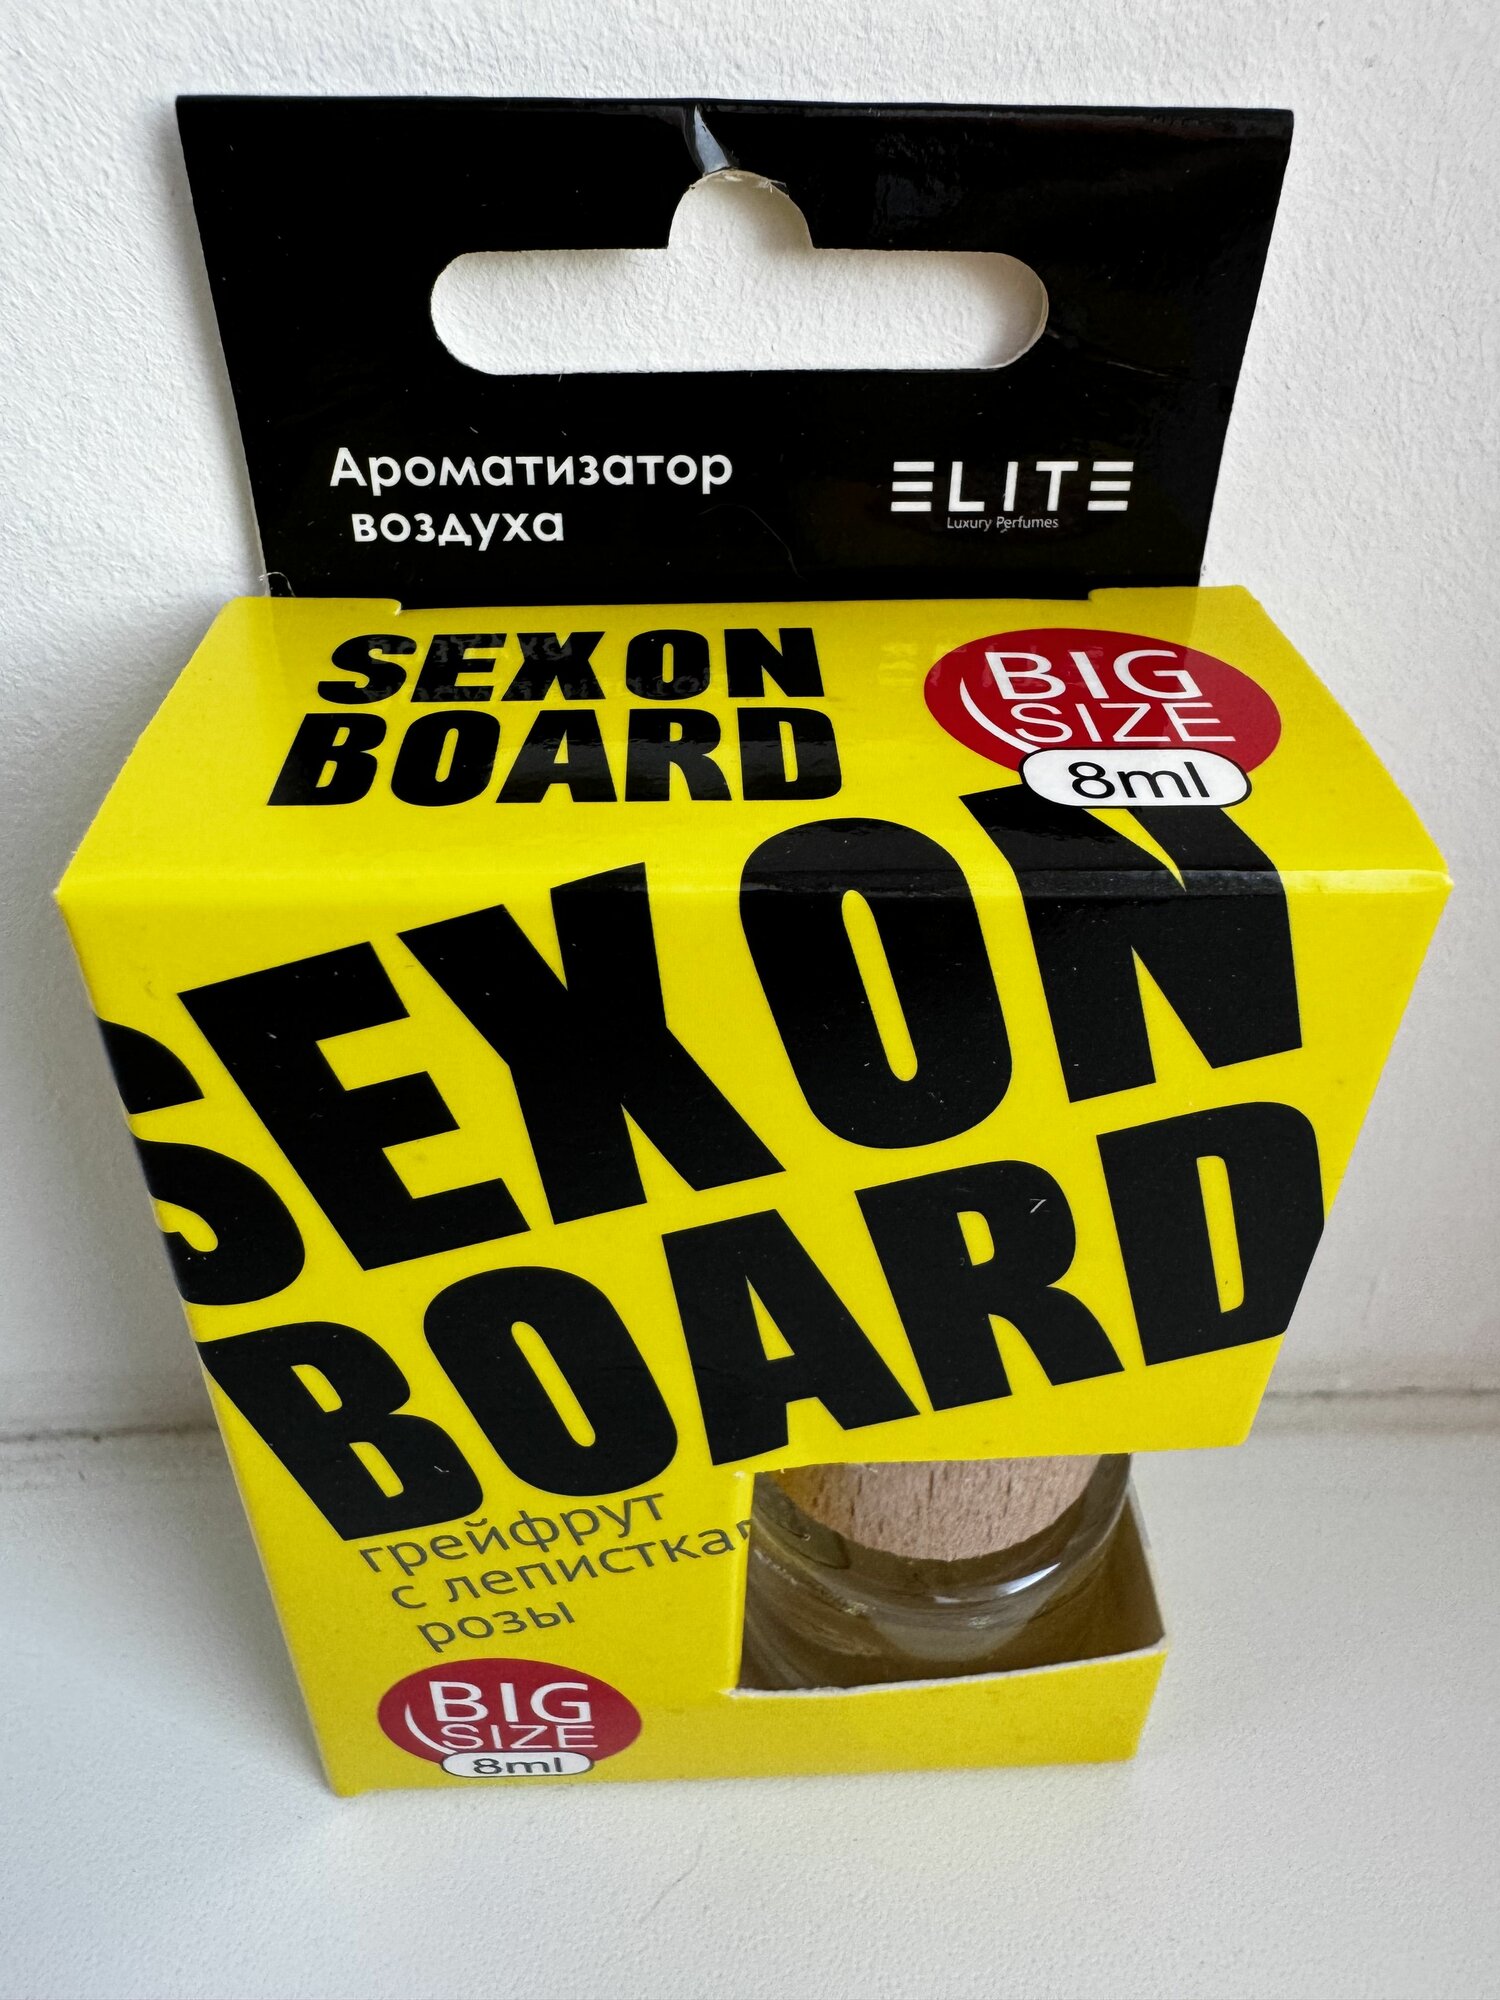 Ароматизатор
воздуха
ELITE
Luxury Perfumes
SEX ON
BOARD
BIG
SIZE
8ml
SEX ON
BOARD
грейфрут
с
розы
BIG
SIZE
8ml